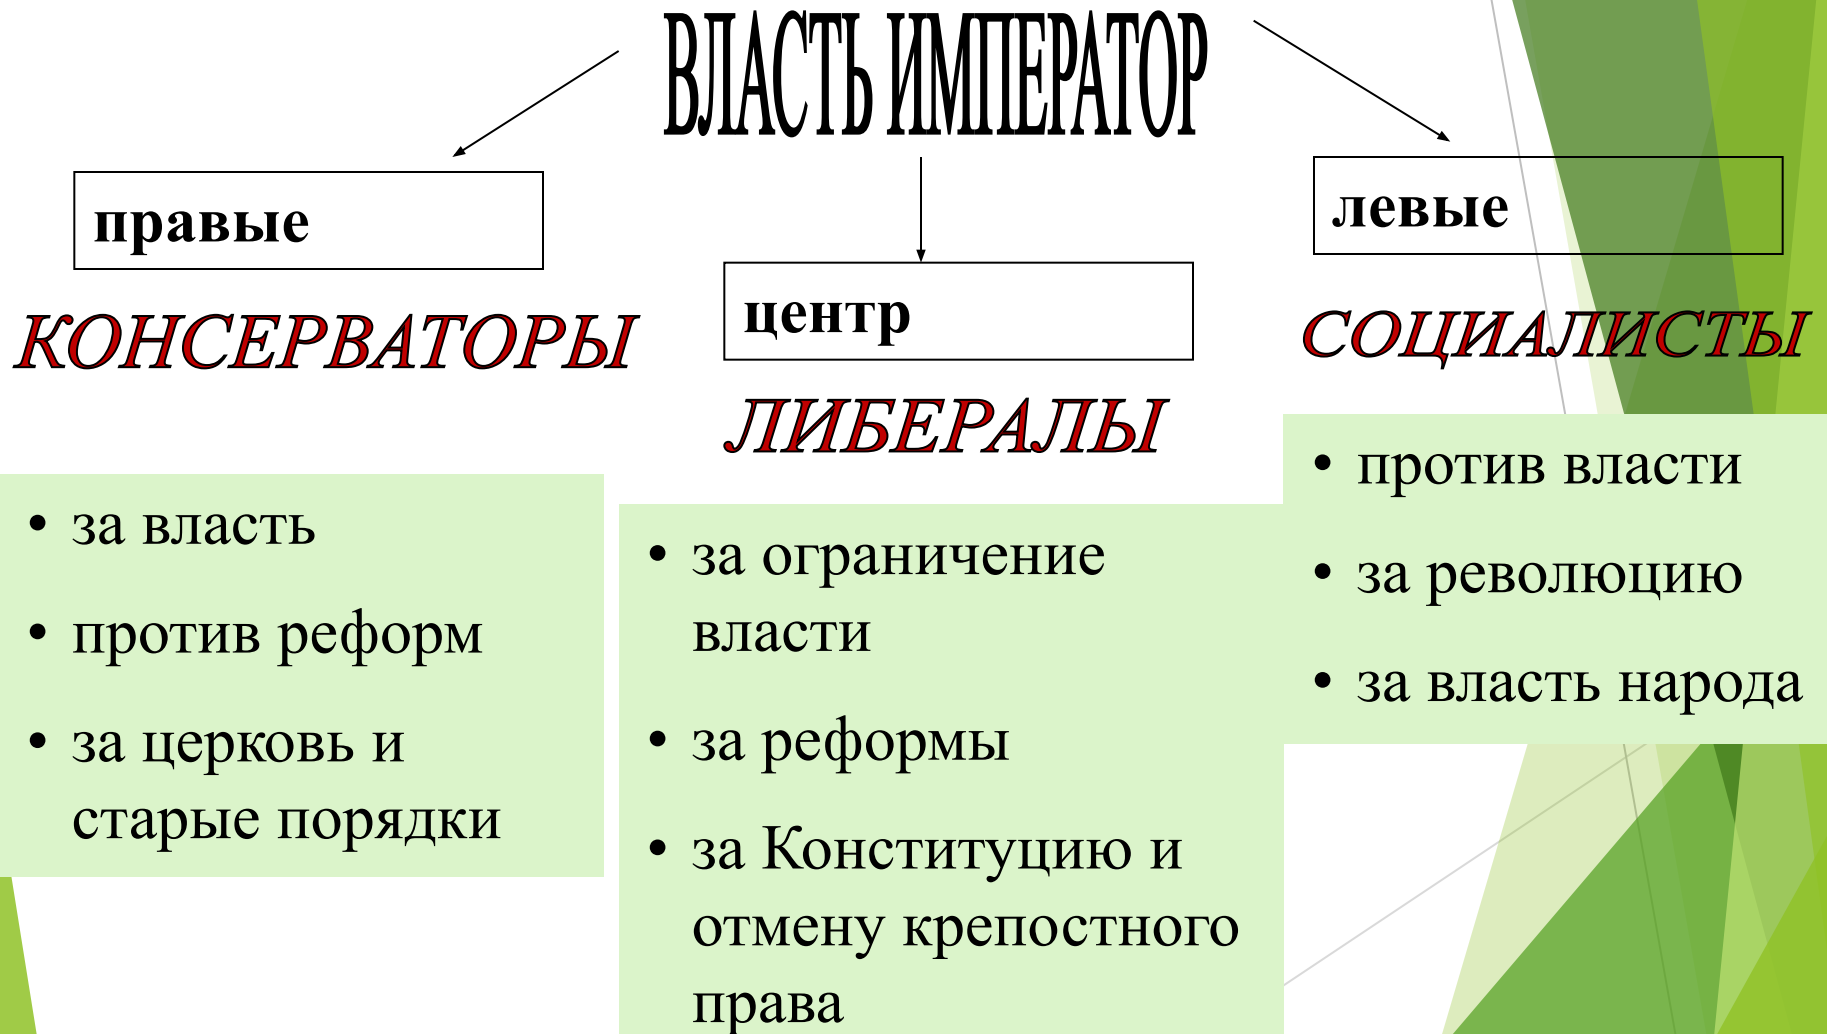 ВЛАСТЬ ИМПЕРАТОР
правые
КОНСЕРВАТОРЫ
• за власть
• против реформ
• за церковь и
старые порядки
центр
ЛИБЕРАЛЫ
• за ограничение
власти
• за реформы
• за Конституцию и
отмену крепостного
права
левые
СОЦИАЛИСТЫ
• против власти
• за революцию
• за власть народа